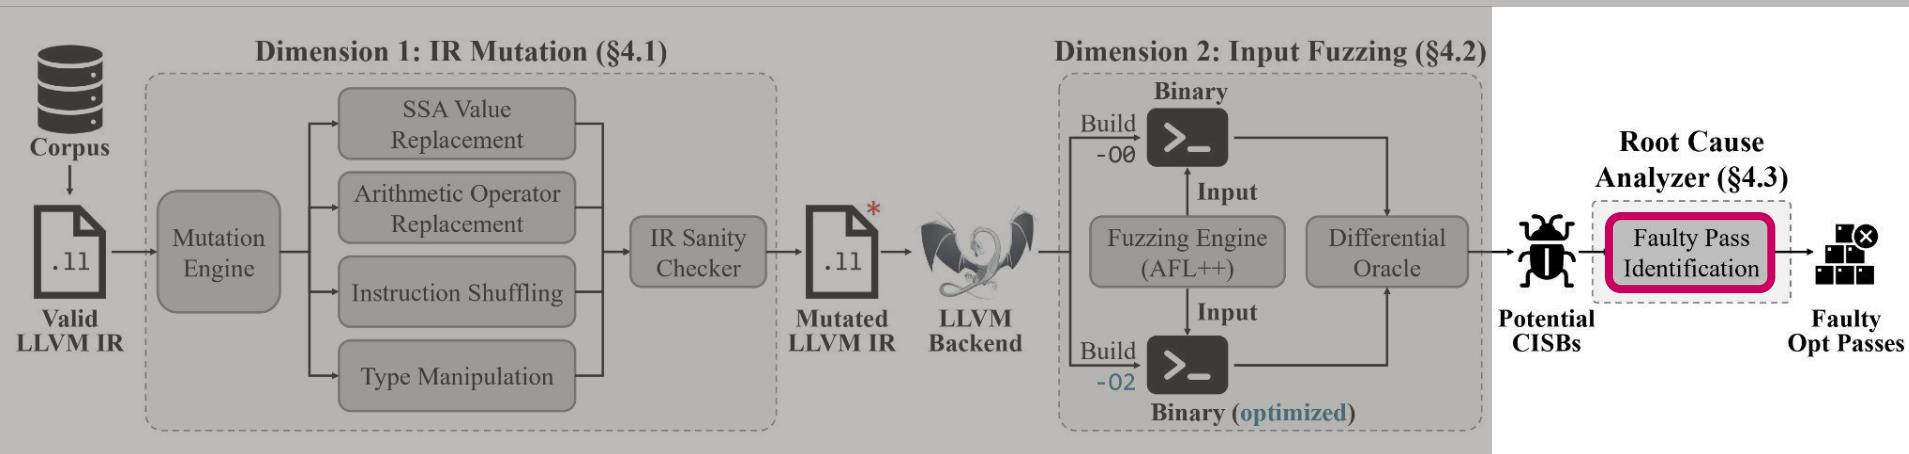 Dimension 1: IR Mutation (§4.1)
Corpus
.ll
Valid
LLVM IR
Mutation
Engine
SSA Value
Replacement
Arithmetic Operator
Replacement
Instruction Shuffling
Type Manipulation
IR Sanity
Checker
*
.ll
Mutated
LLVM IR
LLVM
Backend
Dimension 2: Input Fuzzing (§4.2)
Binary
Build
-O0
>_
Input
Fuzzing Engine
(AFL++)
Input
Build
-O2
>_
Binary (optimized)
Differential
Oracle
Potential
CISBs
Root Cause
Analyzer (§4.3)
Faulty Pass
Identification
Faulty
Opt Passes